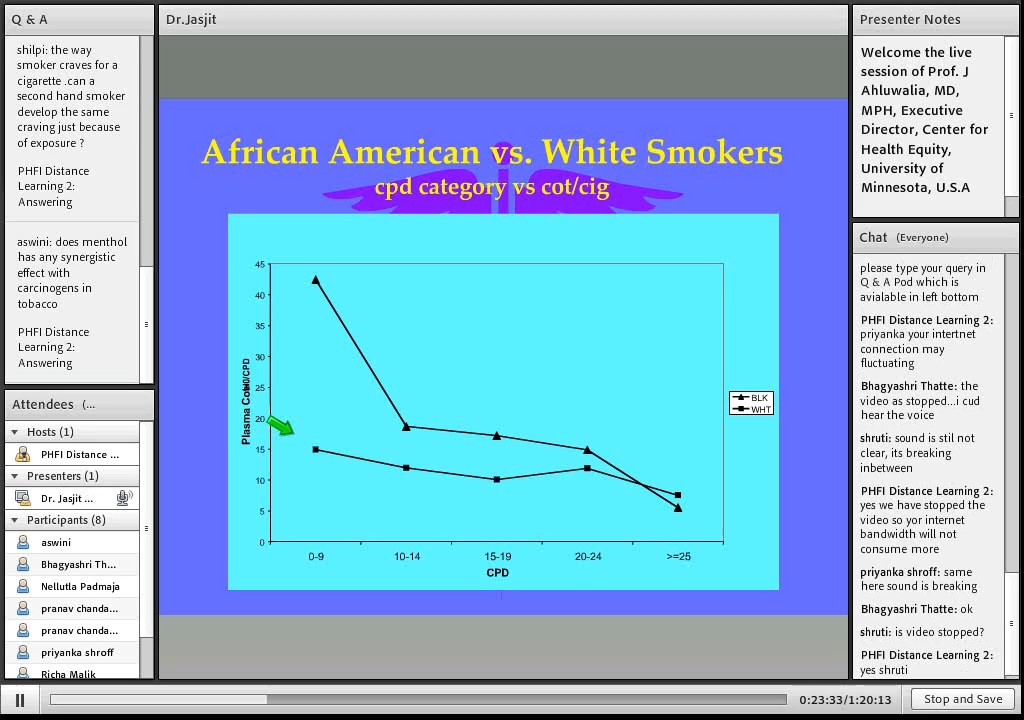 Q & A
shilpi: the way
smoker craves for a
cigarette .can a
second hand smoker
develop the same
craving just because
of exposure ?
PHFI Distance
Learning 2:
Answering
aswini: does menthol
has any synergistic
effect with
carcinogens in
tobacco
PHFI Distance
Learning 2:
Answering
Attendees (...
Hosts (1)
PHFI Distance ...
Presenters (1)
Dr. Jasjit ...
Participants (8)
aswini
Bhagyashri Th...
Nellutla Padmaja
pranav chanda...
pranav chanda...
priyanka shroff
Richa Malik
Dr.Jasjit
African American vs. White Smokers
cpd category vs cot/cig
45
40
35
30
25
20
15
10
5
0
0-9
10-14
15-19
20-24
>=25
CPD
BLK
WHT
Presenter Notes
Welcome the live
session of Prof. J
Ahluwalia, MD,
MPH, Executive
Director, Center for
Health Equity,
University of
Minnesota, U.S.A
Chat (Everyone)
please type your query in
Q & A Pod which is
avialable in left bottom
PHFI Distance Learning 2:
priyanka your intertnet
connection may
fluctuating
Bhagyashri Thatte: the
video as stopped...i cud
hear the voice
shruti: sound is stil not
clear, its breaking
inbetween
PHFI Distance Learning 2:
yes we have stopped the
video so yor internet
bandwidth will not
consume more
priyanka shroff: same
here sound is breaking
Bhagyashri Thatte: ok
shruti: is video stopped?
PHFI Distance Learning 2:
yes shruti
0:23:33/1:20:13
Stop and Save